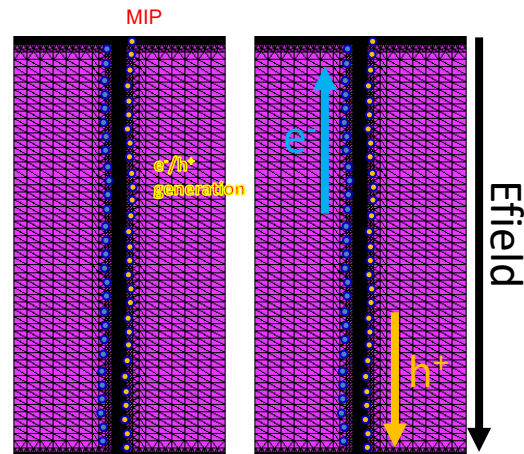 MIP
e⁻/h⁺
generation
e⁻
h⁺
Efield